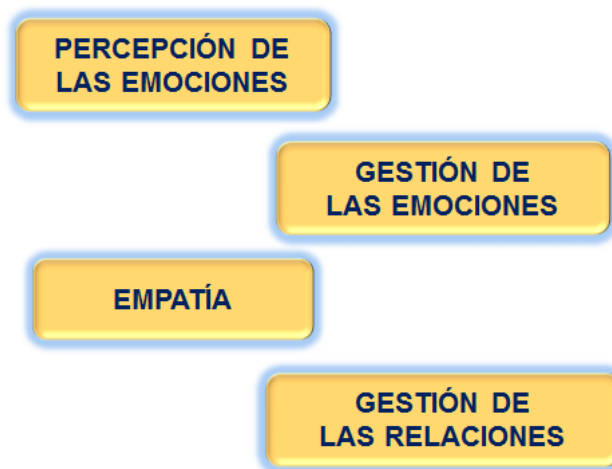 PERCEPCIÓN DE
LAS EMOCIONES
GESTIÓN DE
LAS EMOCIONES
EMPATÍA
GESTIÓN DE
LAS RELACIONES